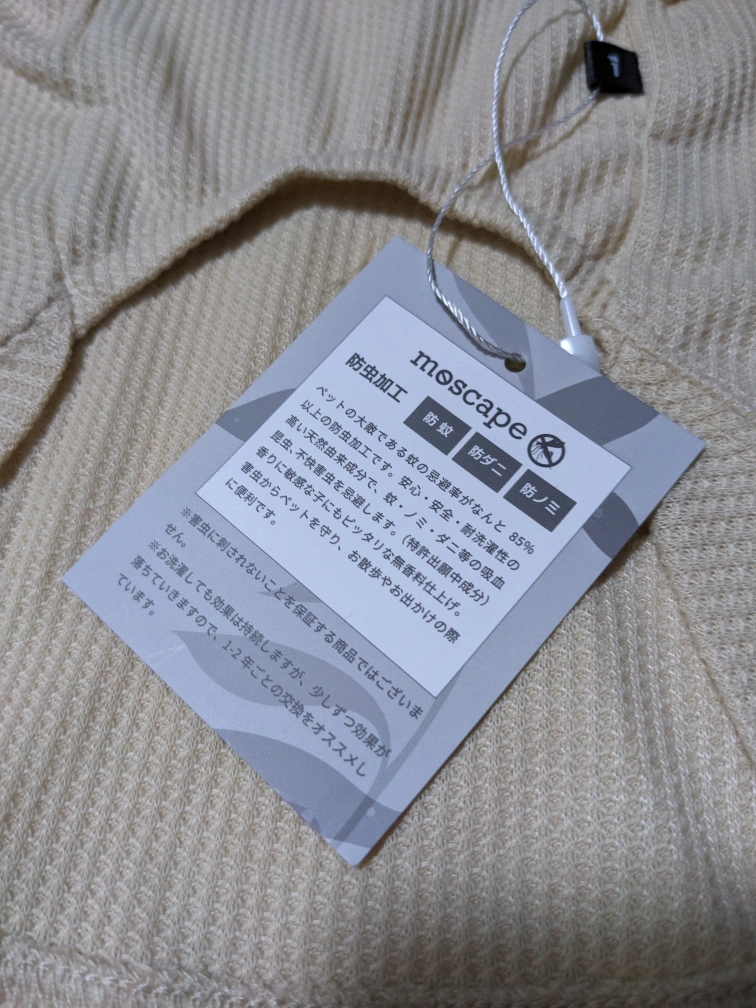 moscape
防虫加工
防蚊
防ダニ
防ノミ
ペットの大敵である蚊の忌避率がなんと 85%
以上の防虫加工です。安心・安全・耐洗濯性の
高い天然由来成分で、蚊・ノミ・ダニ等の吸血
昆虫、不快害虫を忌避します。(特許出願中成分)
香りに敏感な子にもピッタリな無香料仕上げ。
害虫からペットを守り、お散歩やお出かけの際
に便利です。
※害虫に刺されないことを保証する商品ではございま
せん。
※お洗濯しても効果は持続しますが、少しずつ効果が
落ちていきますので、1-2年ごとの交換をオススメし
ています。